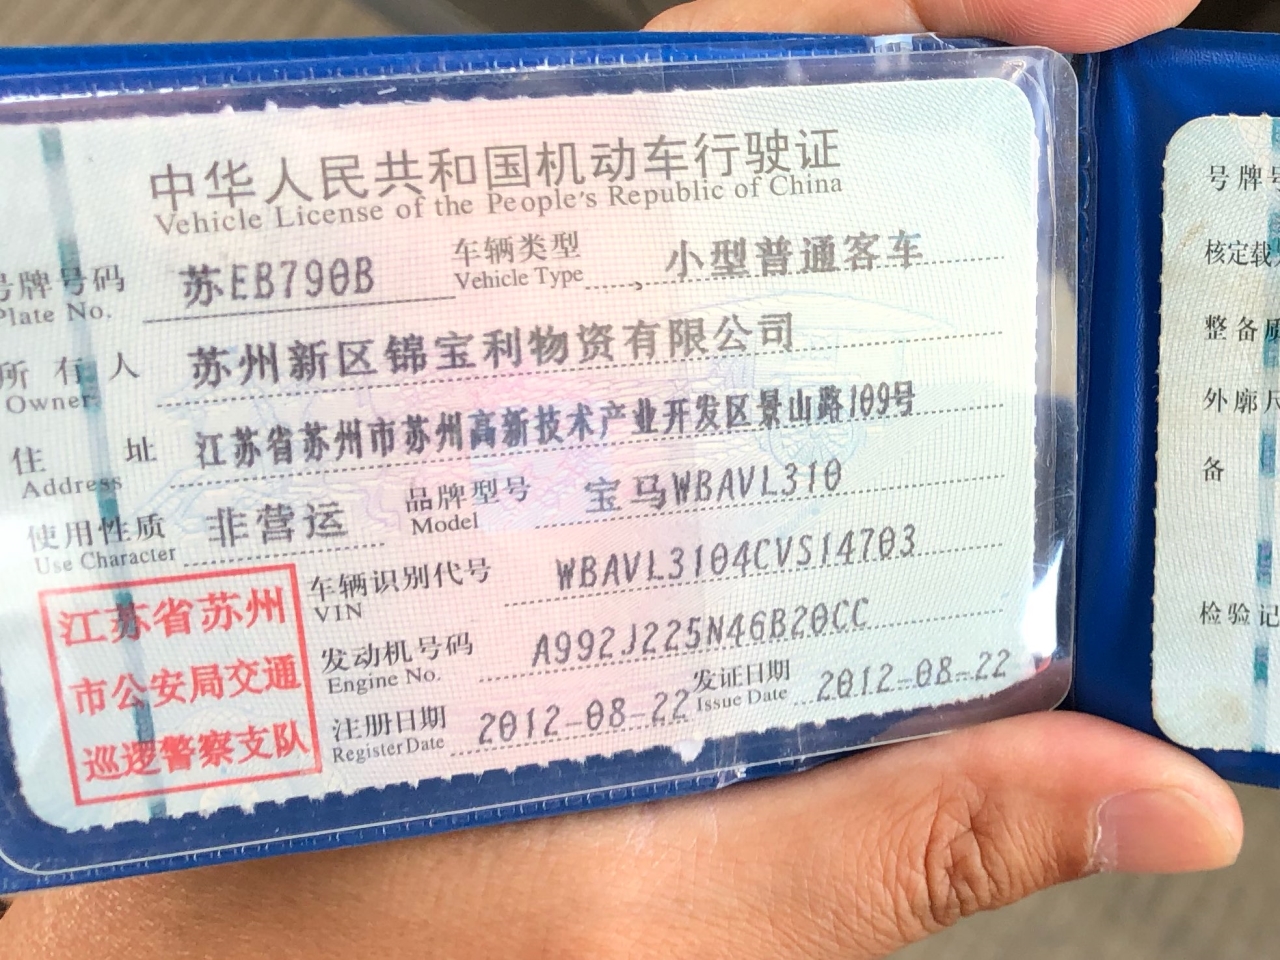 中华人民共和国机动车行驶证
Vehicle License of the People's Republic of China
号牌号码 苏EB790B 车辆类型 小型普通客车
Plate No. Vehicle Type
所有人 苏州新区锦宝利物资有限公司
Owner
住址 江苏省苏州市苏州高新技术产业开发区景山路109号
Address
使用性质 非营运 品牌型号 宝马WBAVL310
Use Character Model
江苏省苏州
市公安局交通
巡逻警察支队
车辆识别代号 WBAVL3104CVS14703
VIN
发动机号码 A992J225N46B20CC
Engine No.
注册日期 2012-08-22 发证日期 2012-08-22
Register Date Issue Date
号牌号
核定载
整备
外廓尺
备
检验记